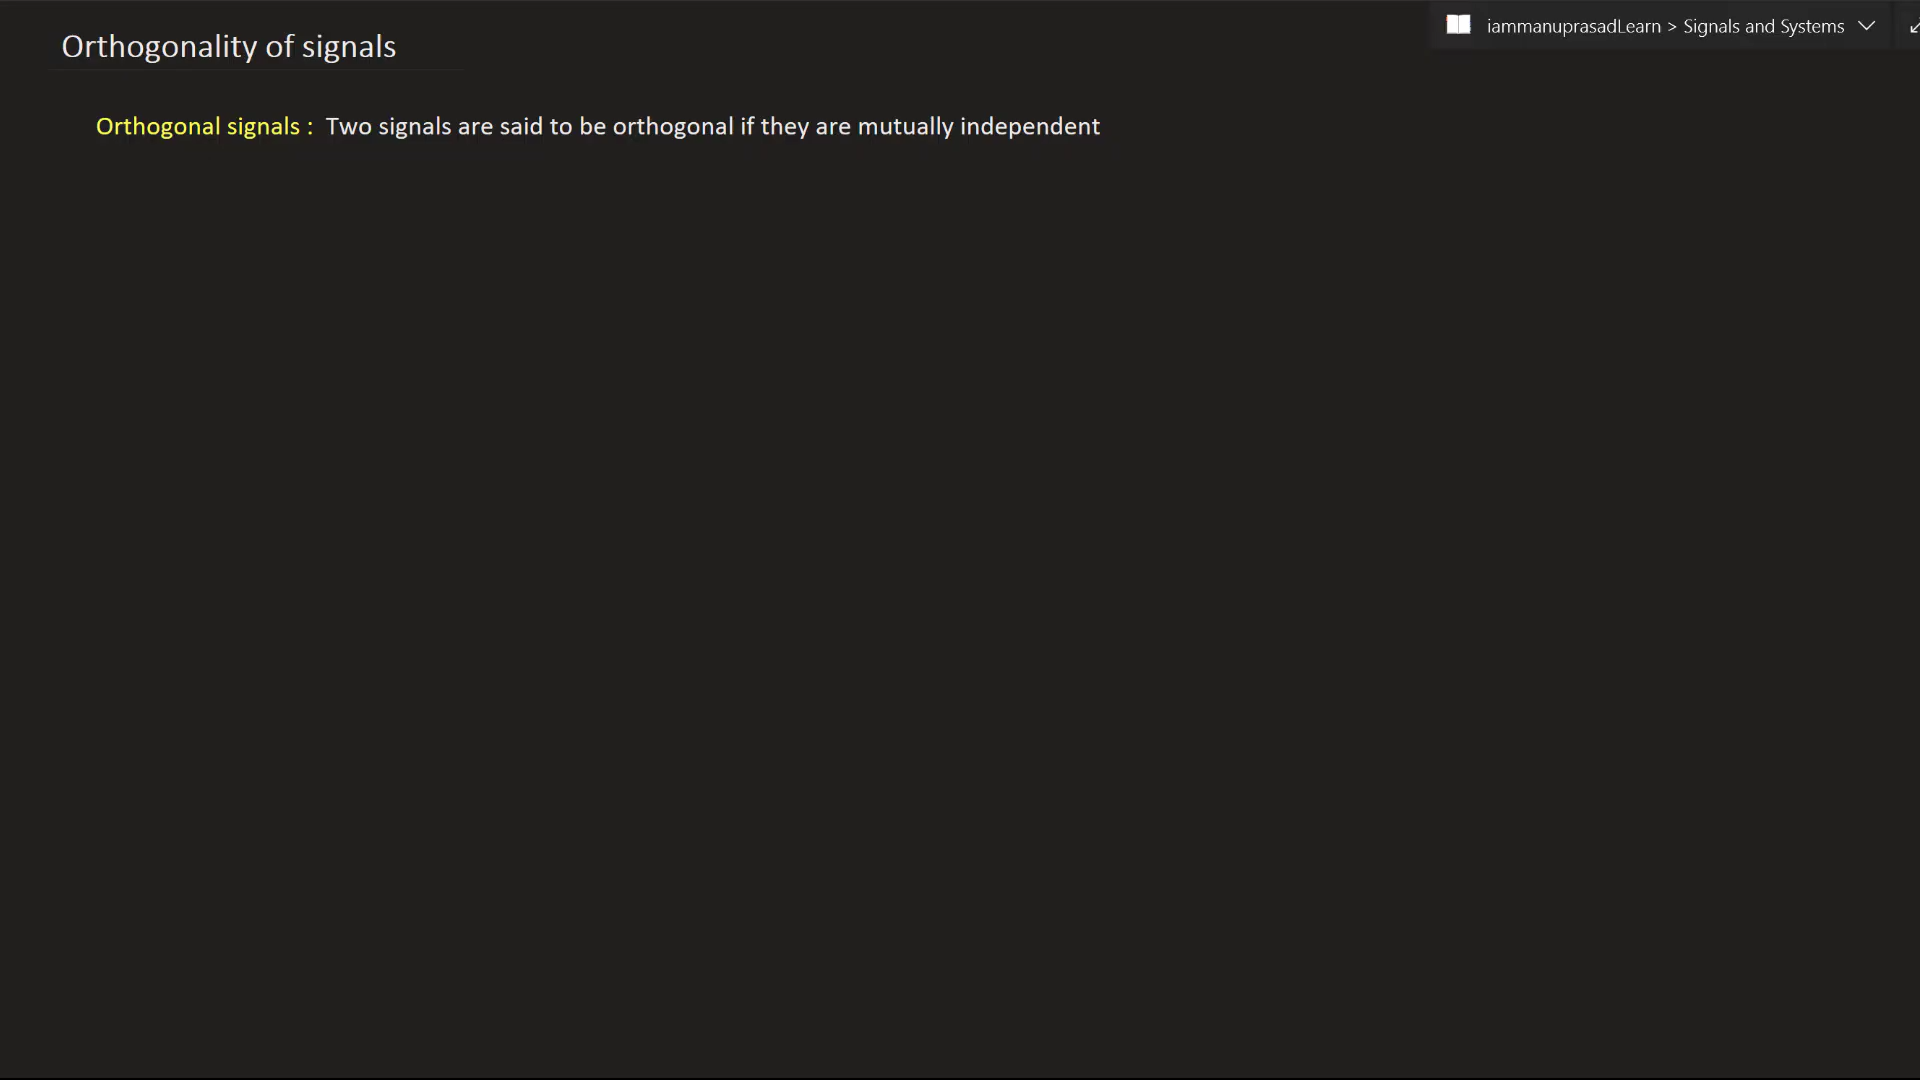 Orthogonality of signals
iammanuprasadLearn > Signals and Systems
Orthogonal signals : Two signals are said to be orthogonal if they are mutually independent